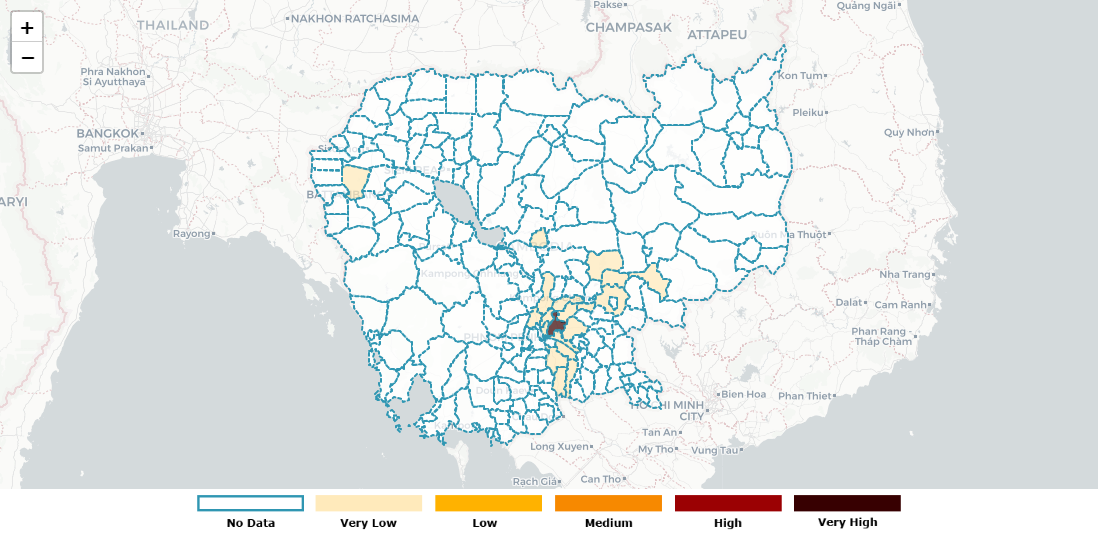 +
−
THAILAND
NAKHON RATCHASIMA
Pakse
CHAMPASAK
ATTAPEU
Quảng Ngãi
Phra Nakhon
Si Ayutthaya
Kon Tum
Pleiku
BANGKOK
Samut Prakan
Quy Nhơn
ARYI
Rayong
Buôn Ma Thuột
Nha Trang
Dalat
Cam Ranh
Phan Rang -
Tháp Chàm
Bien Hoa
Phan Thiet
HO CHI MINH
CITY
Tan An
My Tho
Vung Tau
Long Xuyen
Rạch Giá
Can Tho
No Data
Very Low
Low
Medium
High
Very High